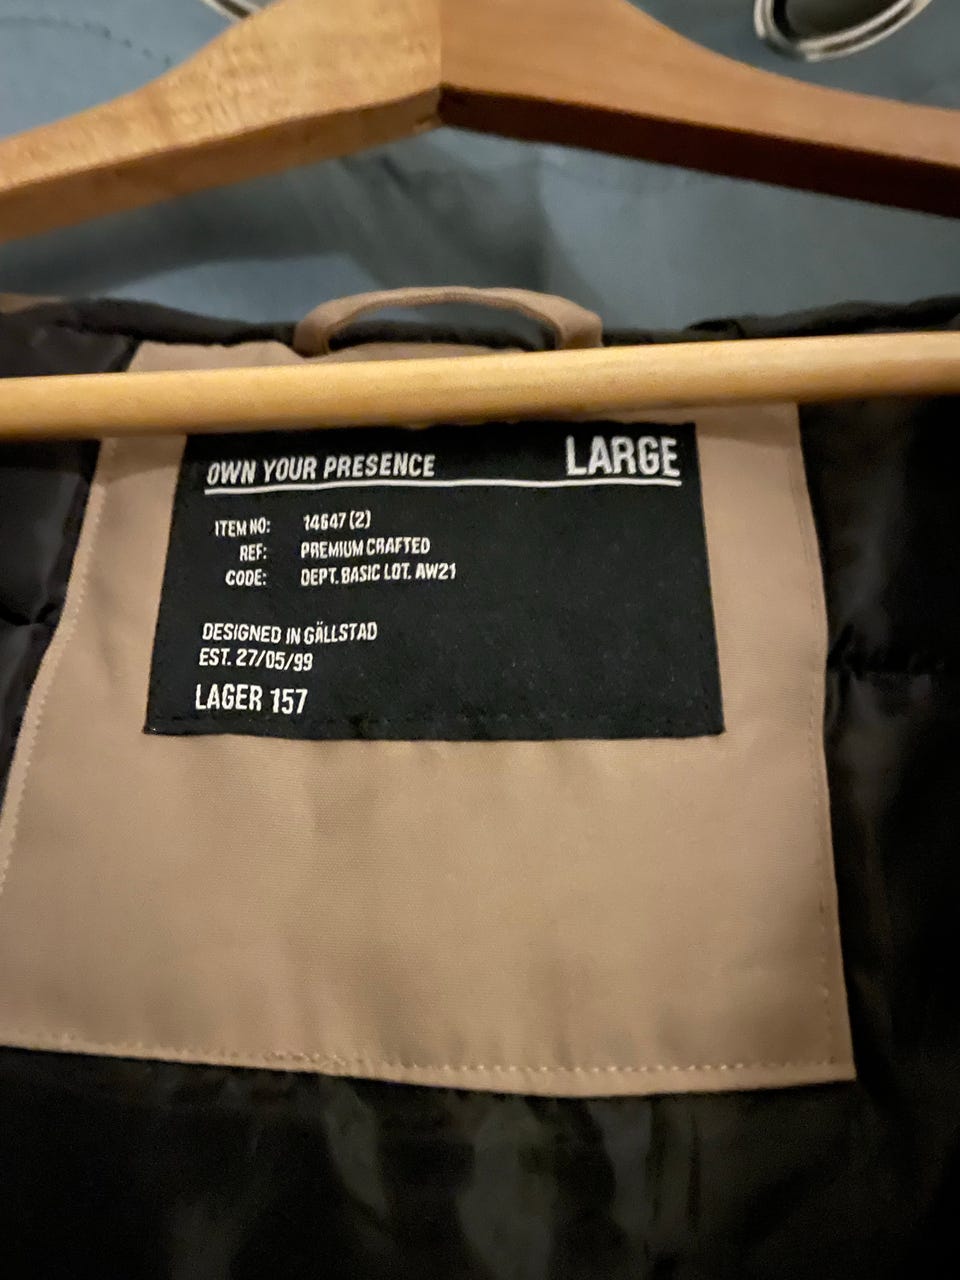 OWN YOUR PRESENCE LARGE
ITEM NO: 14647 (2)
REF: PREMIUM CRAFTED
CODE: DEPT. BASIC LOT. AW21
DESIGNED IN GÄLLSTAD
EST. 27/05/99
LAGER 157